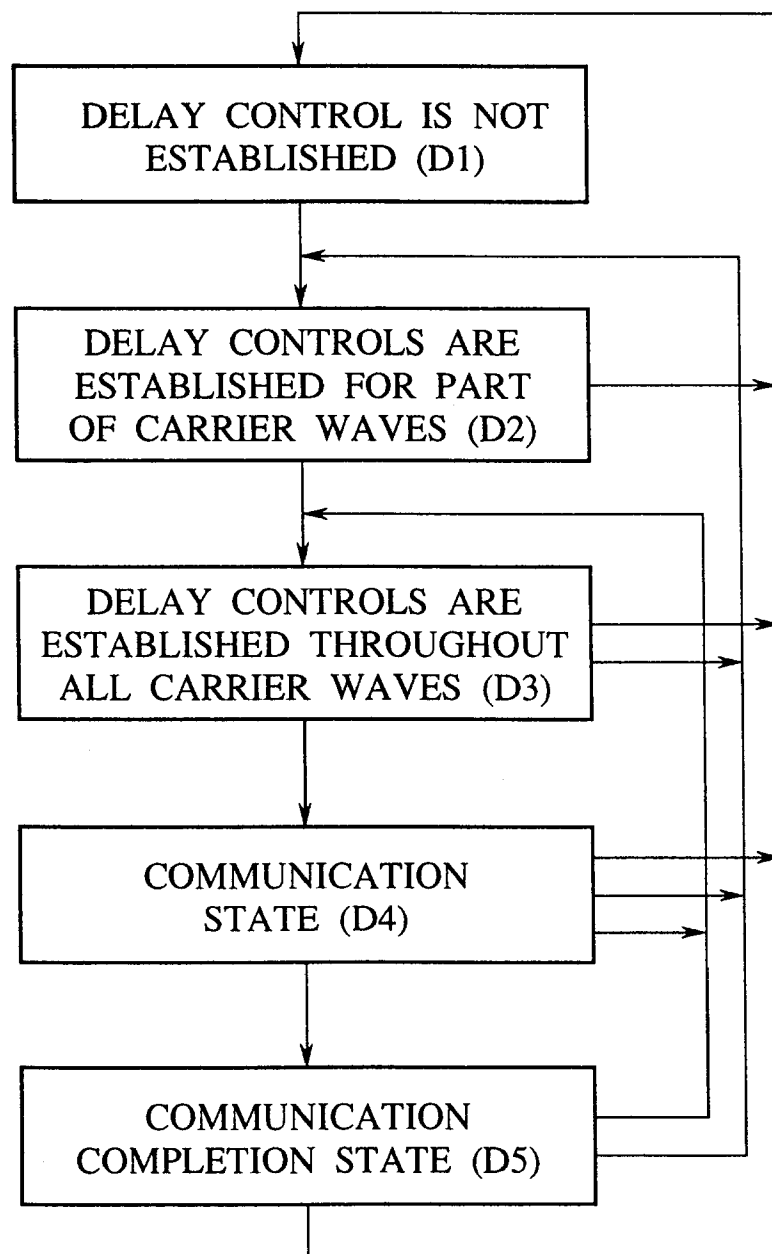 DELAY CONTROL IS NOT
ESTABLISHED (D1)
DELAY CONTROLS ARE
ESTABLISHED FOR PART
OF CARRIER WAVES (D2)
DELAY CONTROLS ARE
ESTABLISHED THROUGHOUT
ALL CARRIER WAVES (D3)
COMMUNICATION
STATE (D4)
COMMUNICATION
COMPLETION STATE (D5)